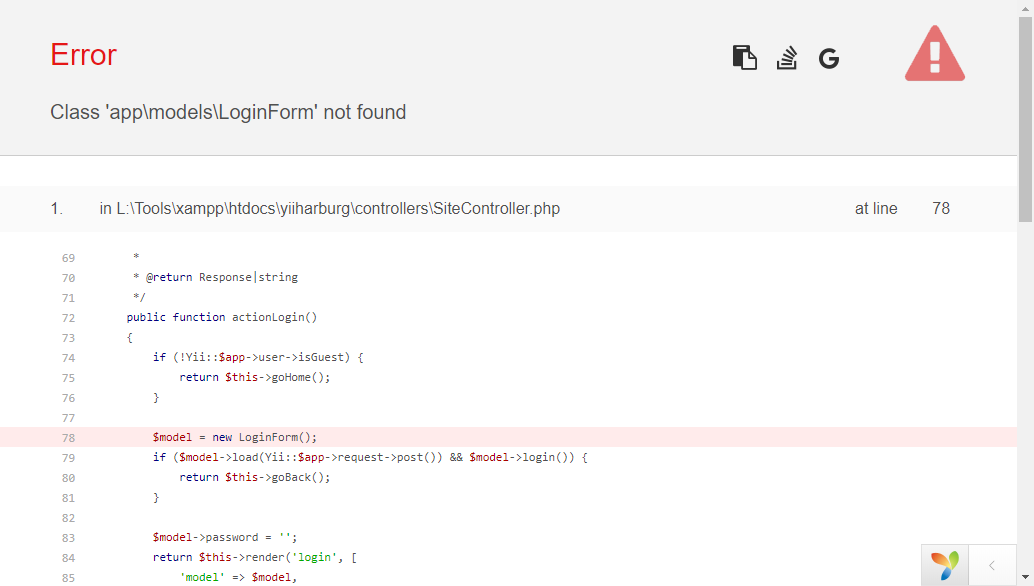 Error
Class 'app\models\LoginForm' not found
1. in L:\Tools\xampp\htdocs\yiiharburg\controllers\SiteController.php at line 78
69 *
70 * @return Response|string
71 */
72 public function actionLogin()
73 {
74 if (!Yii::$app->user->isGuest) {
75 return $this->goHome();
76 }
77
78 $model = new LoginForm();
79 if ($model->load(Yii::$app->request->post()) && $model->login()) {
80 return $this->goBack();
81 }
82
83 $model->password = '';
84 return $this->render('login', [
85 'model' => $model,